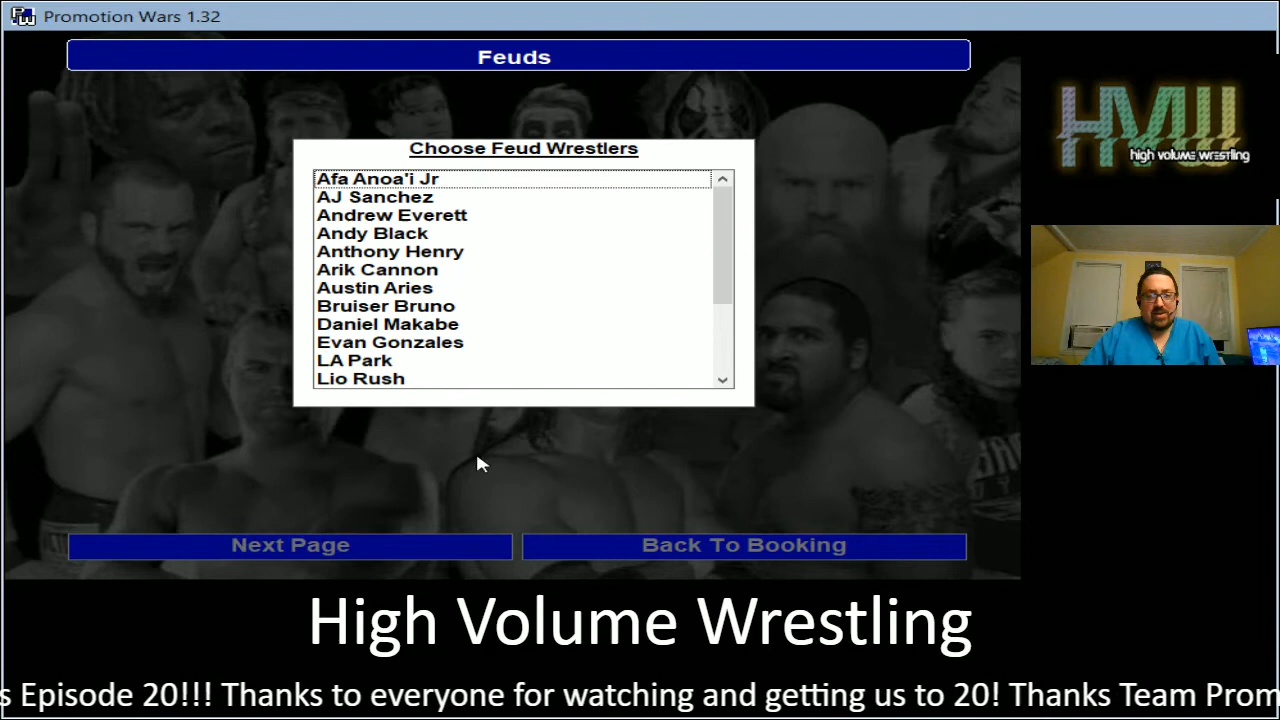 Promotion Wars 1.32
Feuds
HVW
high volume wrestling
Choose Feud Wrestlers
Afa Anoa'i Jr
AJ Sanchez
Andrew Everett
Andy Black
Anthony Henry
Arik Cannon
Austin Aries
Bruiser Bruno
Daniel Makabe
Evan Gonzales
LA Park
Lio Rush
Next Page
Back To Booking
High Volume Wrestling
s Episode 20!!! Thanks to everyone for watching and getting us to 20! Thanks Team Prom